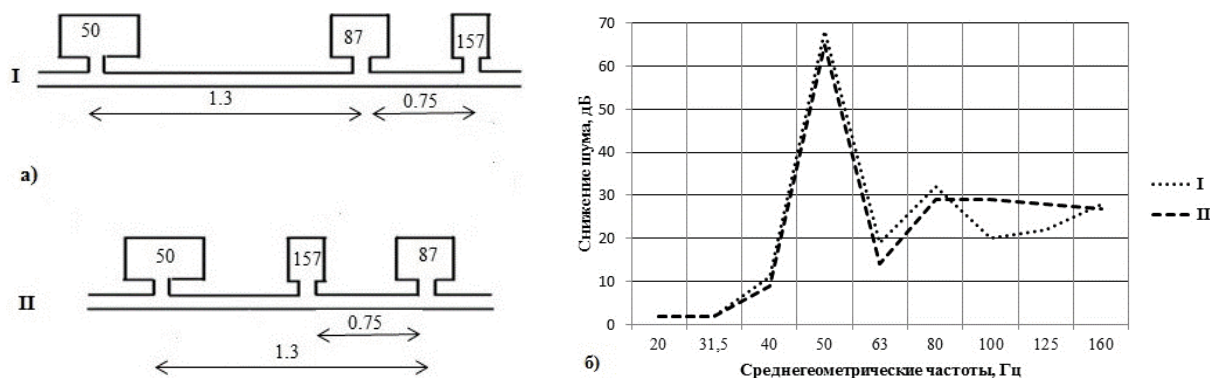 50
87
157
I
1.3
0.75
а)
50
157
87
II
0.75
1.3
Снижение шума, дБ
70
60
50
40
30
20
10
0
20 31,5 40 50 63 80 100 125 160
б)
Среднегеометрические частоты, Гц
I
II